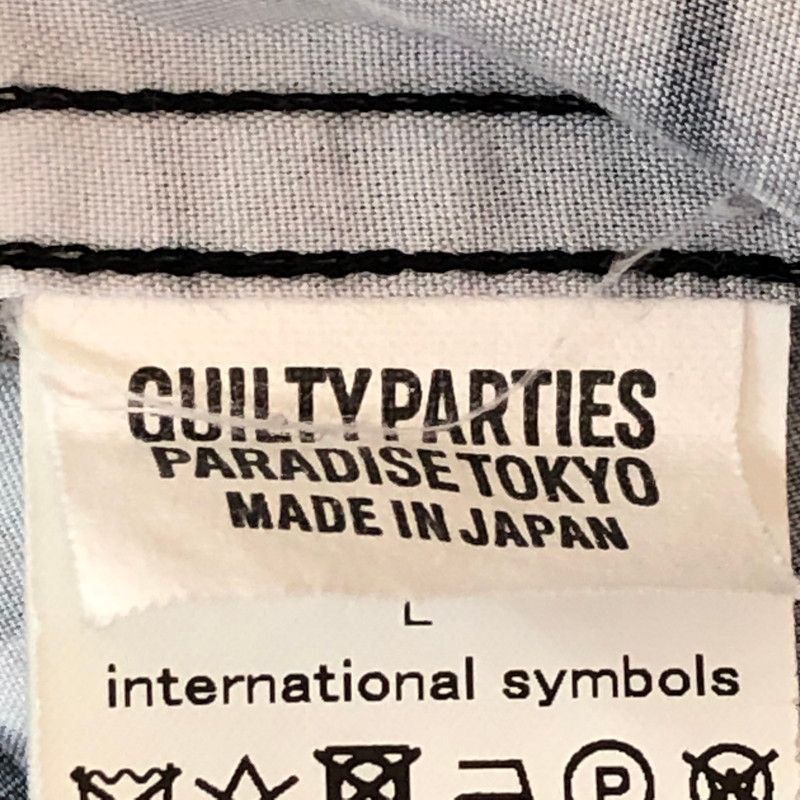 GUILTY PARTIES
PARADISE TOKYO
MADE IN JAPAN
L
international symbols
P
W